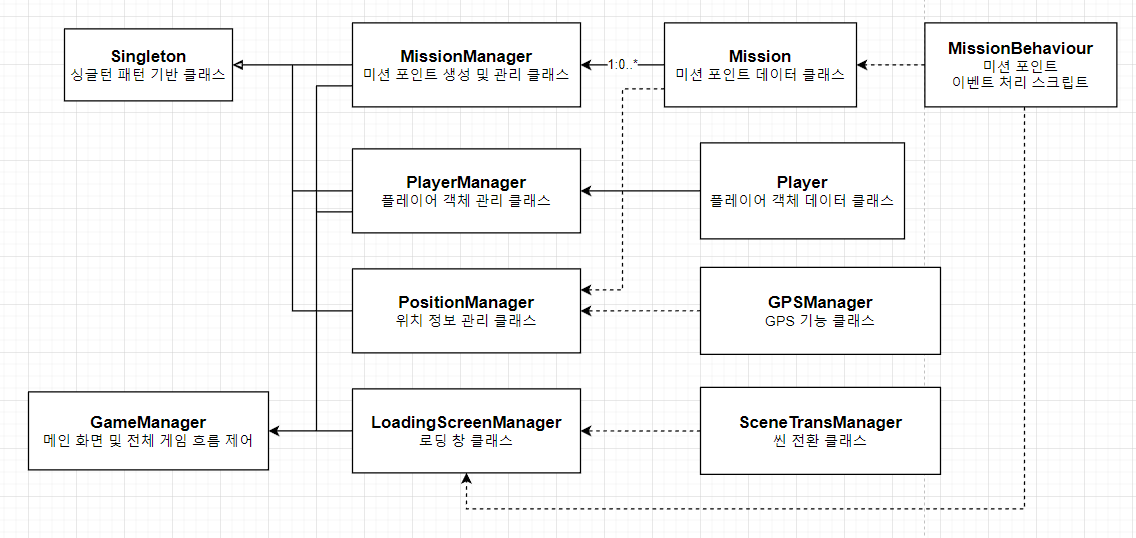 Singleton
싱글턴 패턴 기반 클래스
MissionManager
미션 포인트 생성 및 관리 클래스
1:0..*
Mission
미션 포인트 데이터 클래스
MissionBehaviour
미션 포인트
이벤트 처리 스크립트
PlayerManager
플레이어 객체 관리 클래스
Player
플레이어 객체 데이터 클래스
PositionManager
위치 정보 관리 클래스
GPSManager
GPS 기능 클래스
GameManager
메인 화면 및 전체 게임 흐름 제어
LoadingScreenManager
로딩 창 클래스
SceneTransManager
씬 전환 클래스